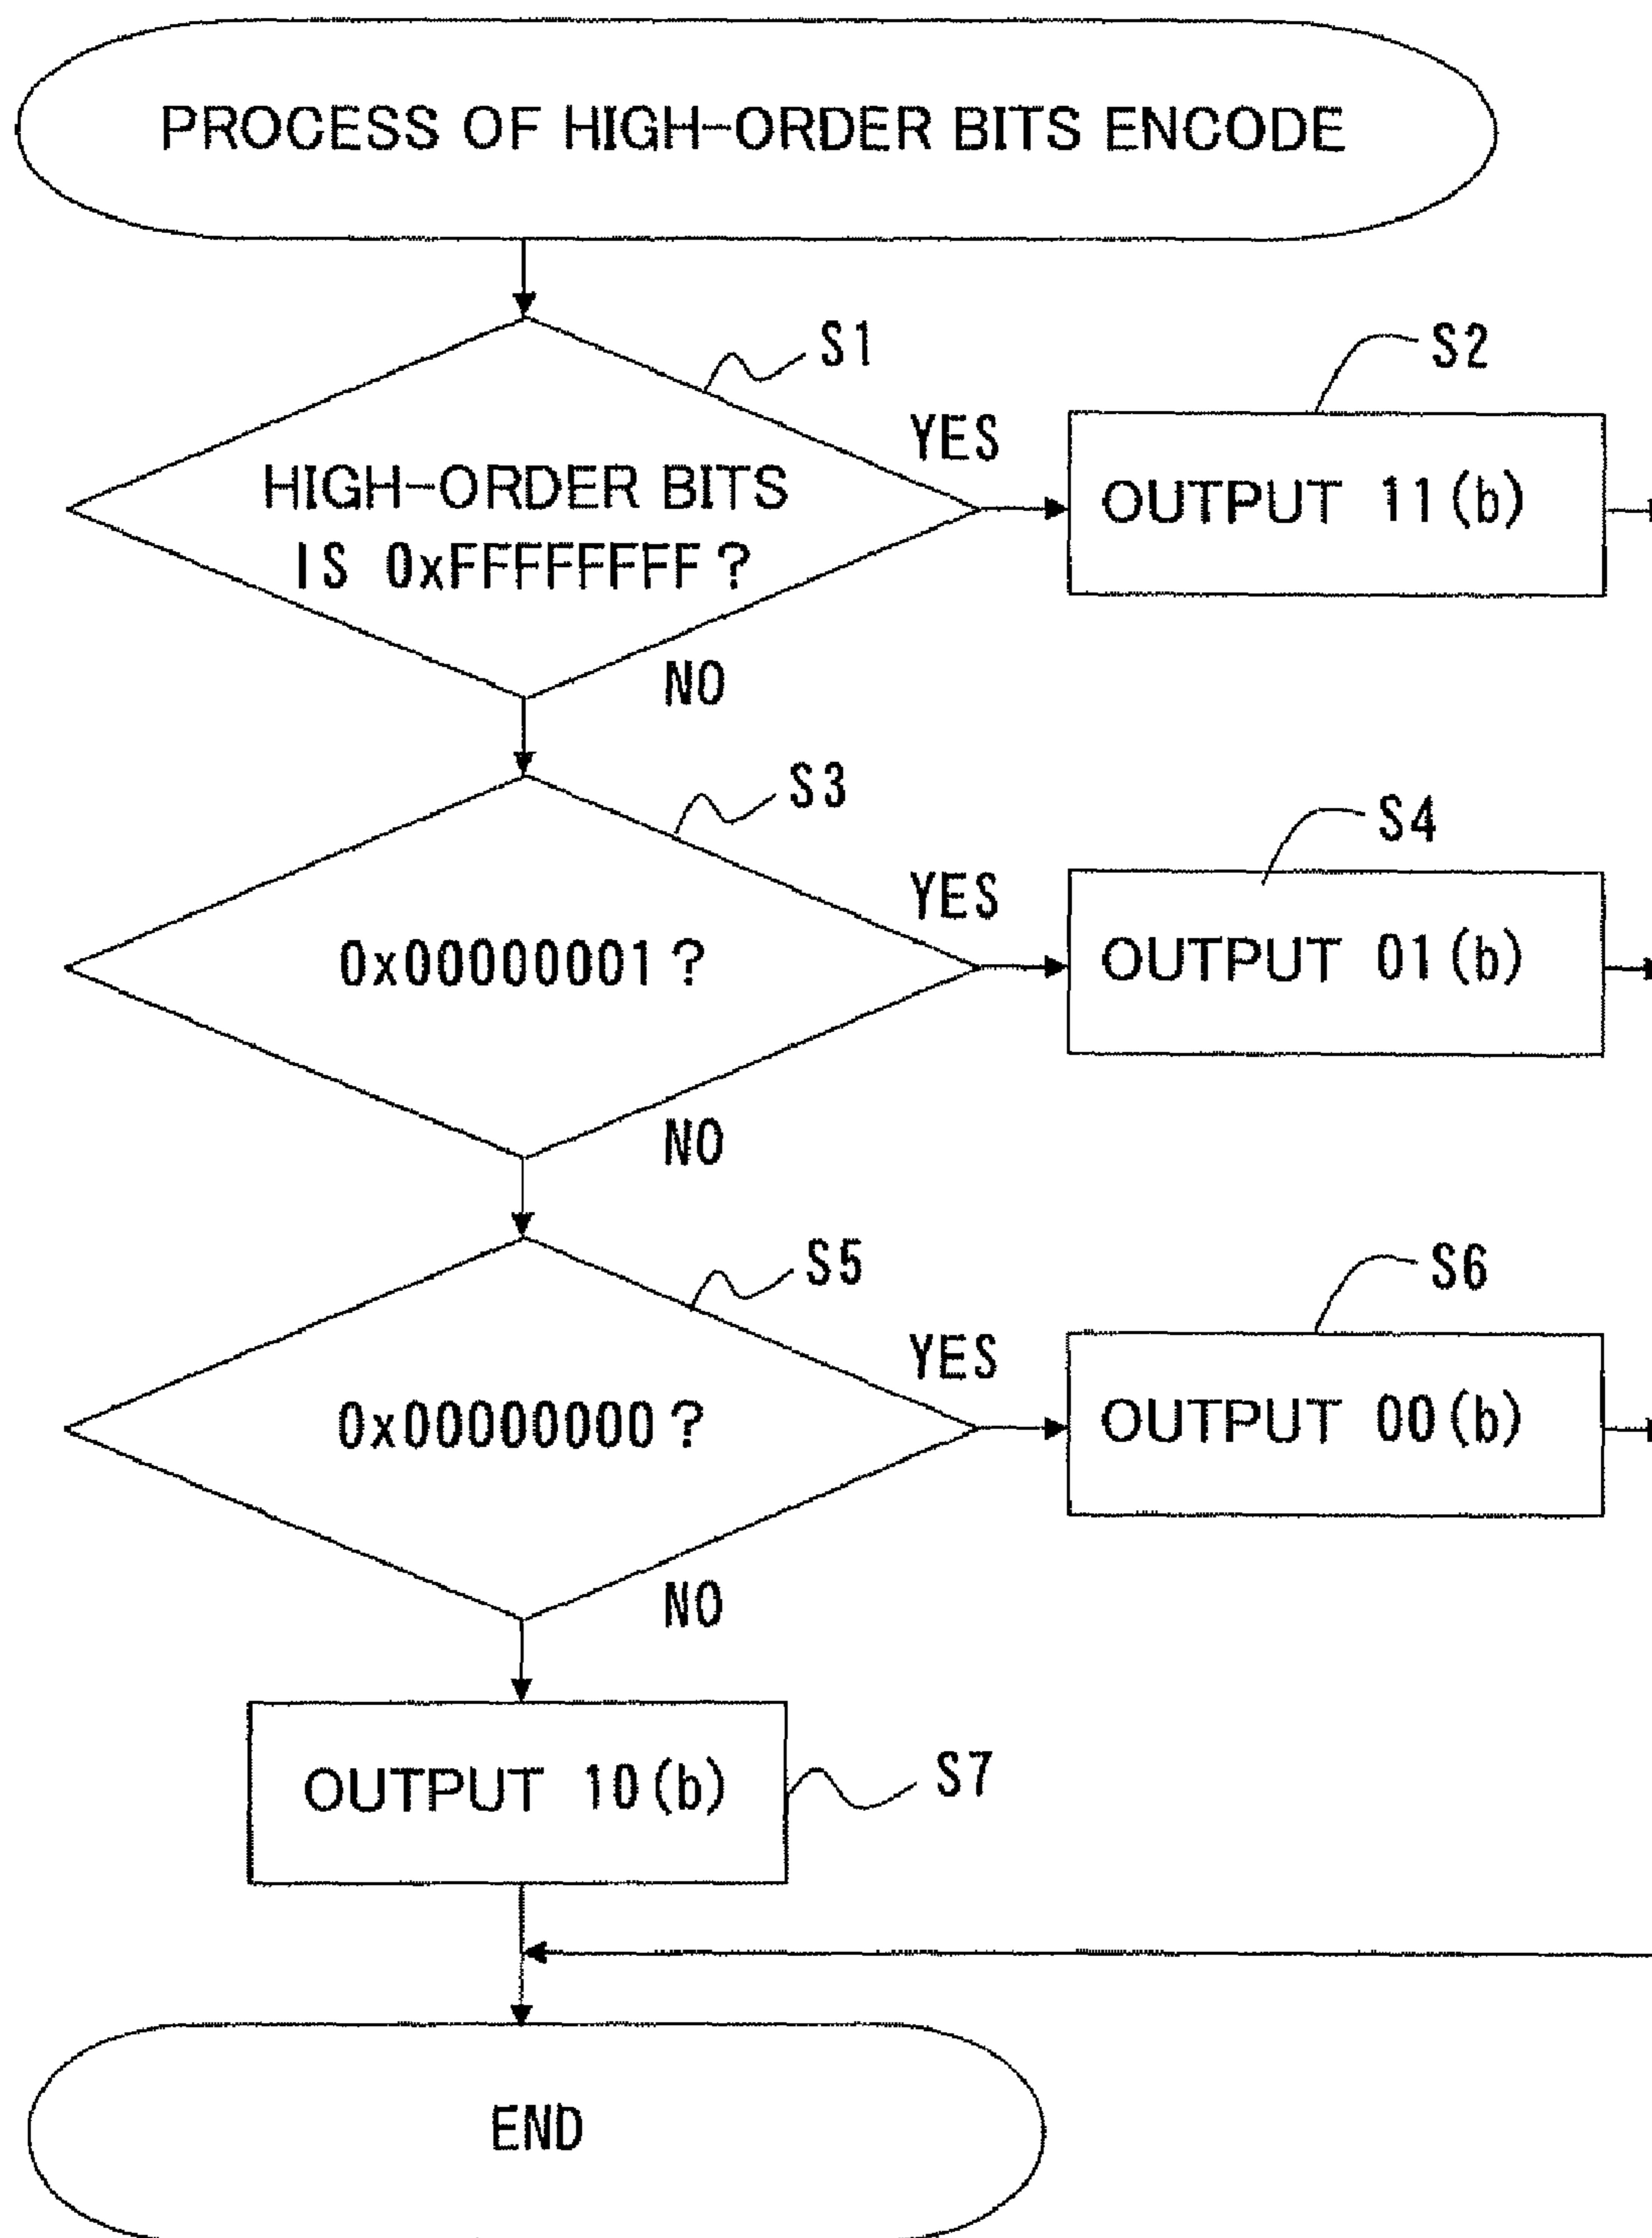 PROCESS OF HIGH-ORDER BITS ENCODE
S1
S2
YES
HIGH-ORDER BITS
IS 0xFFFFFFFF?
OUTPUT 11(b)
NO
S3
S4
YES
0x00000001?
OUTPUT 01(b)
NO
S5
S6
YES
0x00000000?
OUTPUT 00(b)
NO
OUTPUT 10(b)
S7
END